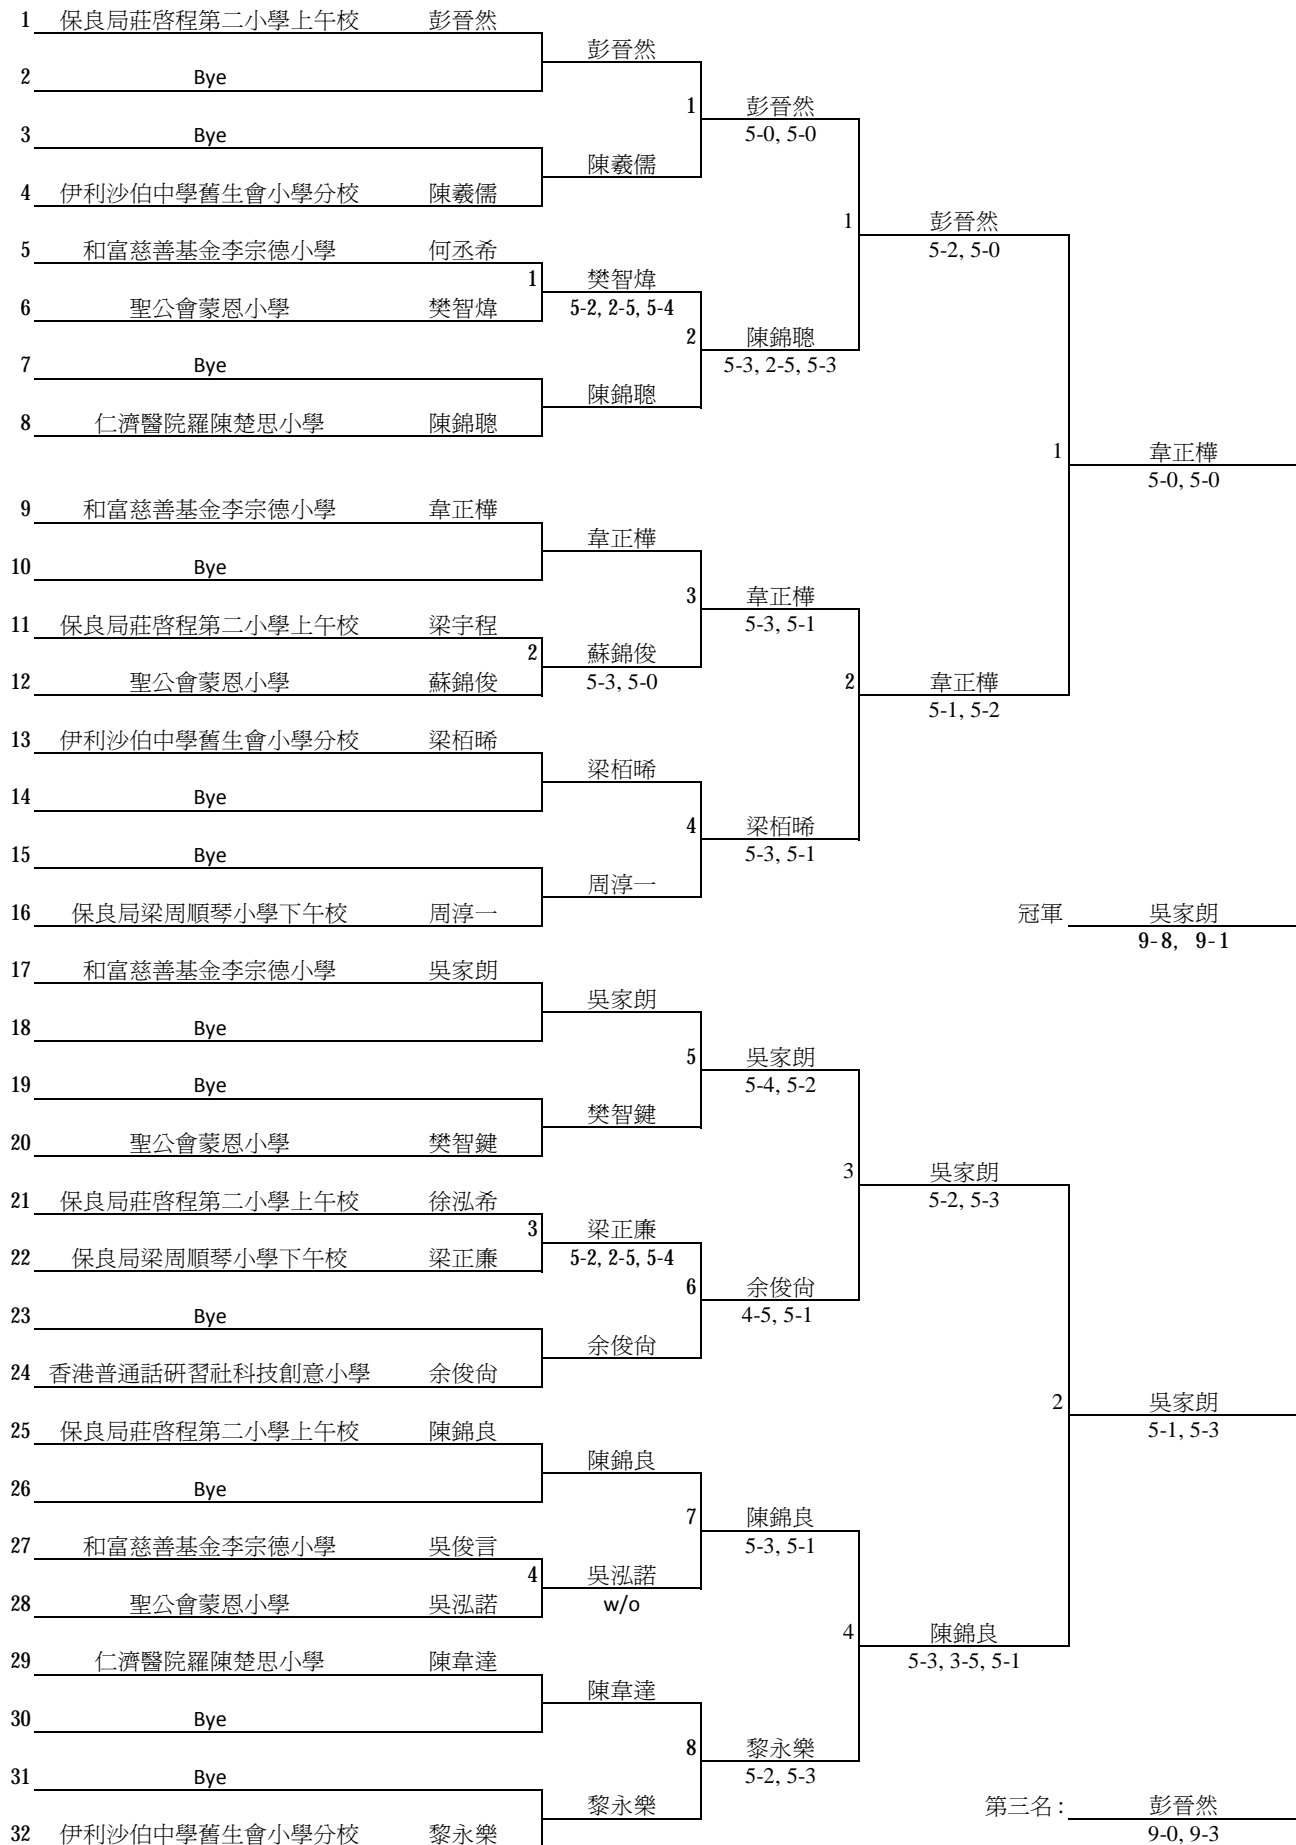 1 保良局莊啓程第二小學上午校 彭晉然
彭晉然
2 Bye
1 彭晉然
5-0, 5-0
3 Bye
陳羲儒
4 伊利沙伯中學舊生會小學分校 陳羲儒
1 彭晉然
5-2, 5-0
5 和富慈善基金李宗德小學 何丞希
1 樊智煒
5-2, 2-5, 5-4
6 聖公會蒙恩小學 樊智煒
2 陳錦聰
5-3, 2-5, 5-3
7 Bye
陳錦聰
8 仁濟醫院羅陳楚思小學 陳錦聰
1 韋正樺
5-0, 5-0
9 和富慈善基金李宗德小學 韋正樺
韋正樺
10 Bye
3 韋正樺
5-3, 5-1
11 保良局莊啓程第二小學上午校 梁宇程
2 蘇錦俊
5-3, 5-0
12 聖公會蒙恩小學 蘇錦俊
2 韋正樺
5-1, 5-2
13 伊利沙伯中學舊生會小學分校 梁栢晞
梁栢晞
14 Bye
4 梁栢晞
5-3, 5-1
15 Bye
周淳一
16 保良局梁周順琴小學下午校 周淳一
冠軍 吳家朗
9-8, 9-1
17 和富慈善基金李宗德小學 吳家朗
吳家朗
18 Bye
5 吳家朗
5-4, 5-2
19 Bye
樊智鍵
20 聖公會蒙恩小學 樊智鍵
3 吳家朗
5-2, 5-3
21 保良局莊啓程第二小學上午校 徐泓希
3 梁正廉
5-2, 2-5, 5-4
22 保良局梁周順琴小學下午校 梁正廉
6 余俊尙
4-5, 5-1
23 Bye
余俊尙
24 香港普通話硏習社科技創意小學 余俊尙
2 吳家朗
5-1, 5-3
25 保良局莊啓程第二小學上午校 陳錦良
陳錦良
26 Bye
7 陳錦良
5-3, 5-1
27 和富慈善基金李宗德小學 吳俊言
4 吳泓諾
w/o
28 聖公會蒙恩小學 吳泓諾
4 陳錦良
5-3, 3-5, 5-1
29 仁濟醫院羅陳楚思小學 陳韋達
陳韋達
30 Bye
8 黎永樂
5-2, 5-3
31 Bye
黎永樂
32 伊利沙伯中學舊生會小學分校 黎永樂
第三名： 彭晉然
9-0, 9-3